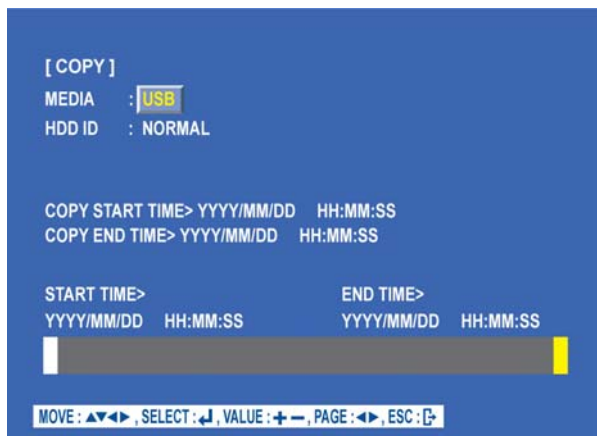 [ COPY ]
MEDIA : USB
HDD ID : NORMAL
COPY START TIME> YYYY/MM/DD HH:MM:SS
COPY END TIME> YYYY/MM/DD HH:MM:SS
START TIME> END TIME>
YYYY/MM/DD HH:MM:SS YYYY/MM/DD HH:MM:SS
MOVE : ▲▼◀▶ , SELECT : ↲ , VALUE : + − , PAGE : ◀▶ , ESC :